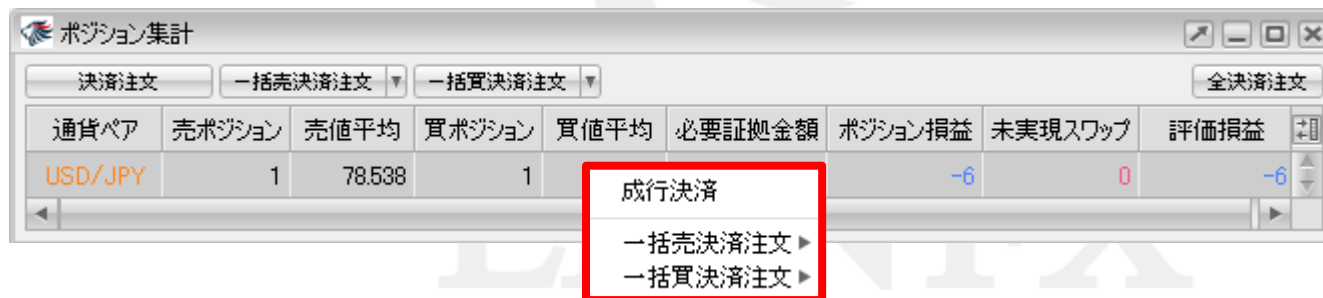 ポジション集計
決済注文 一括売決済注文 一括買決済注文 全決済注文
通貨ペア 売ポジション 売値平均 買ポジション 買値平均 必要証拠金額 ポジション損益 未実現スワップ 評価損益
USD/JPY 1 78.538 1 -6 0 -6
成行決済
一括売決済注文
一括買決済注文